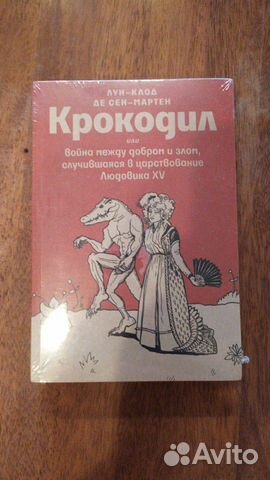 ЛУИ-КЛОД
ДЕ СЕН-МАРТЕН
Крокодил
или
война между добром и злом,
случившаяся в царствование
Людовика XV
Avito